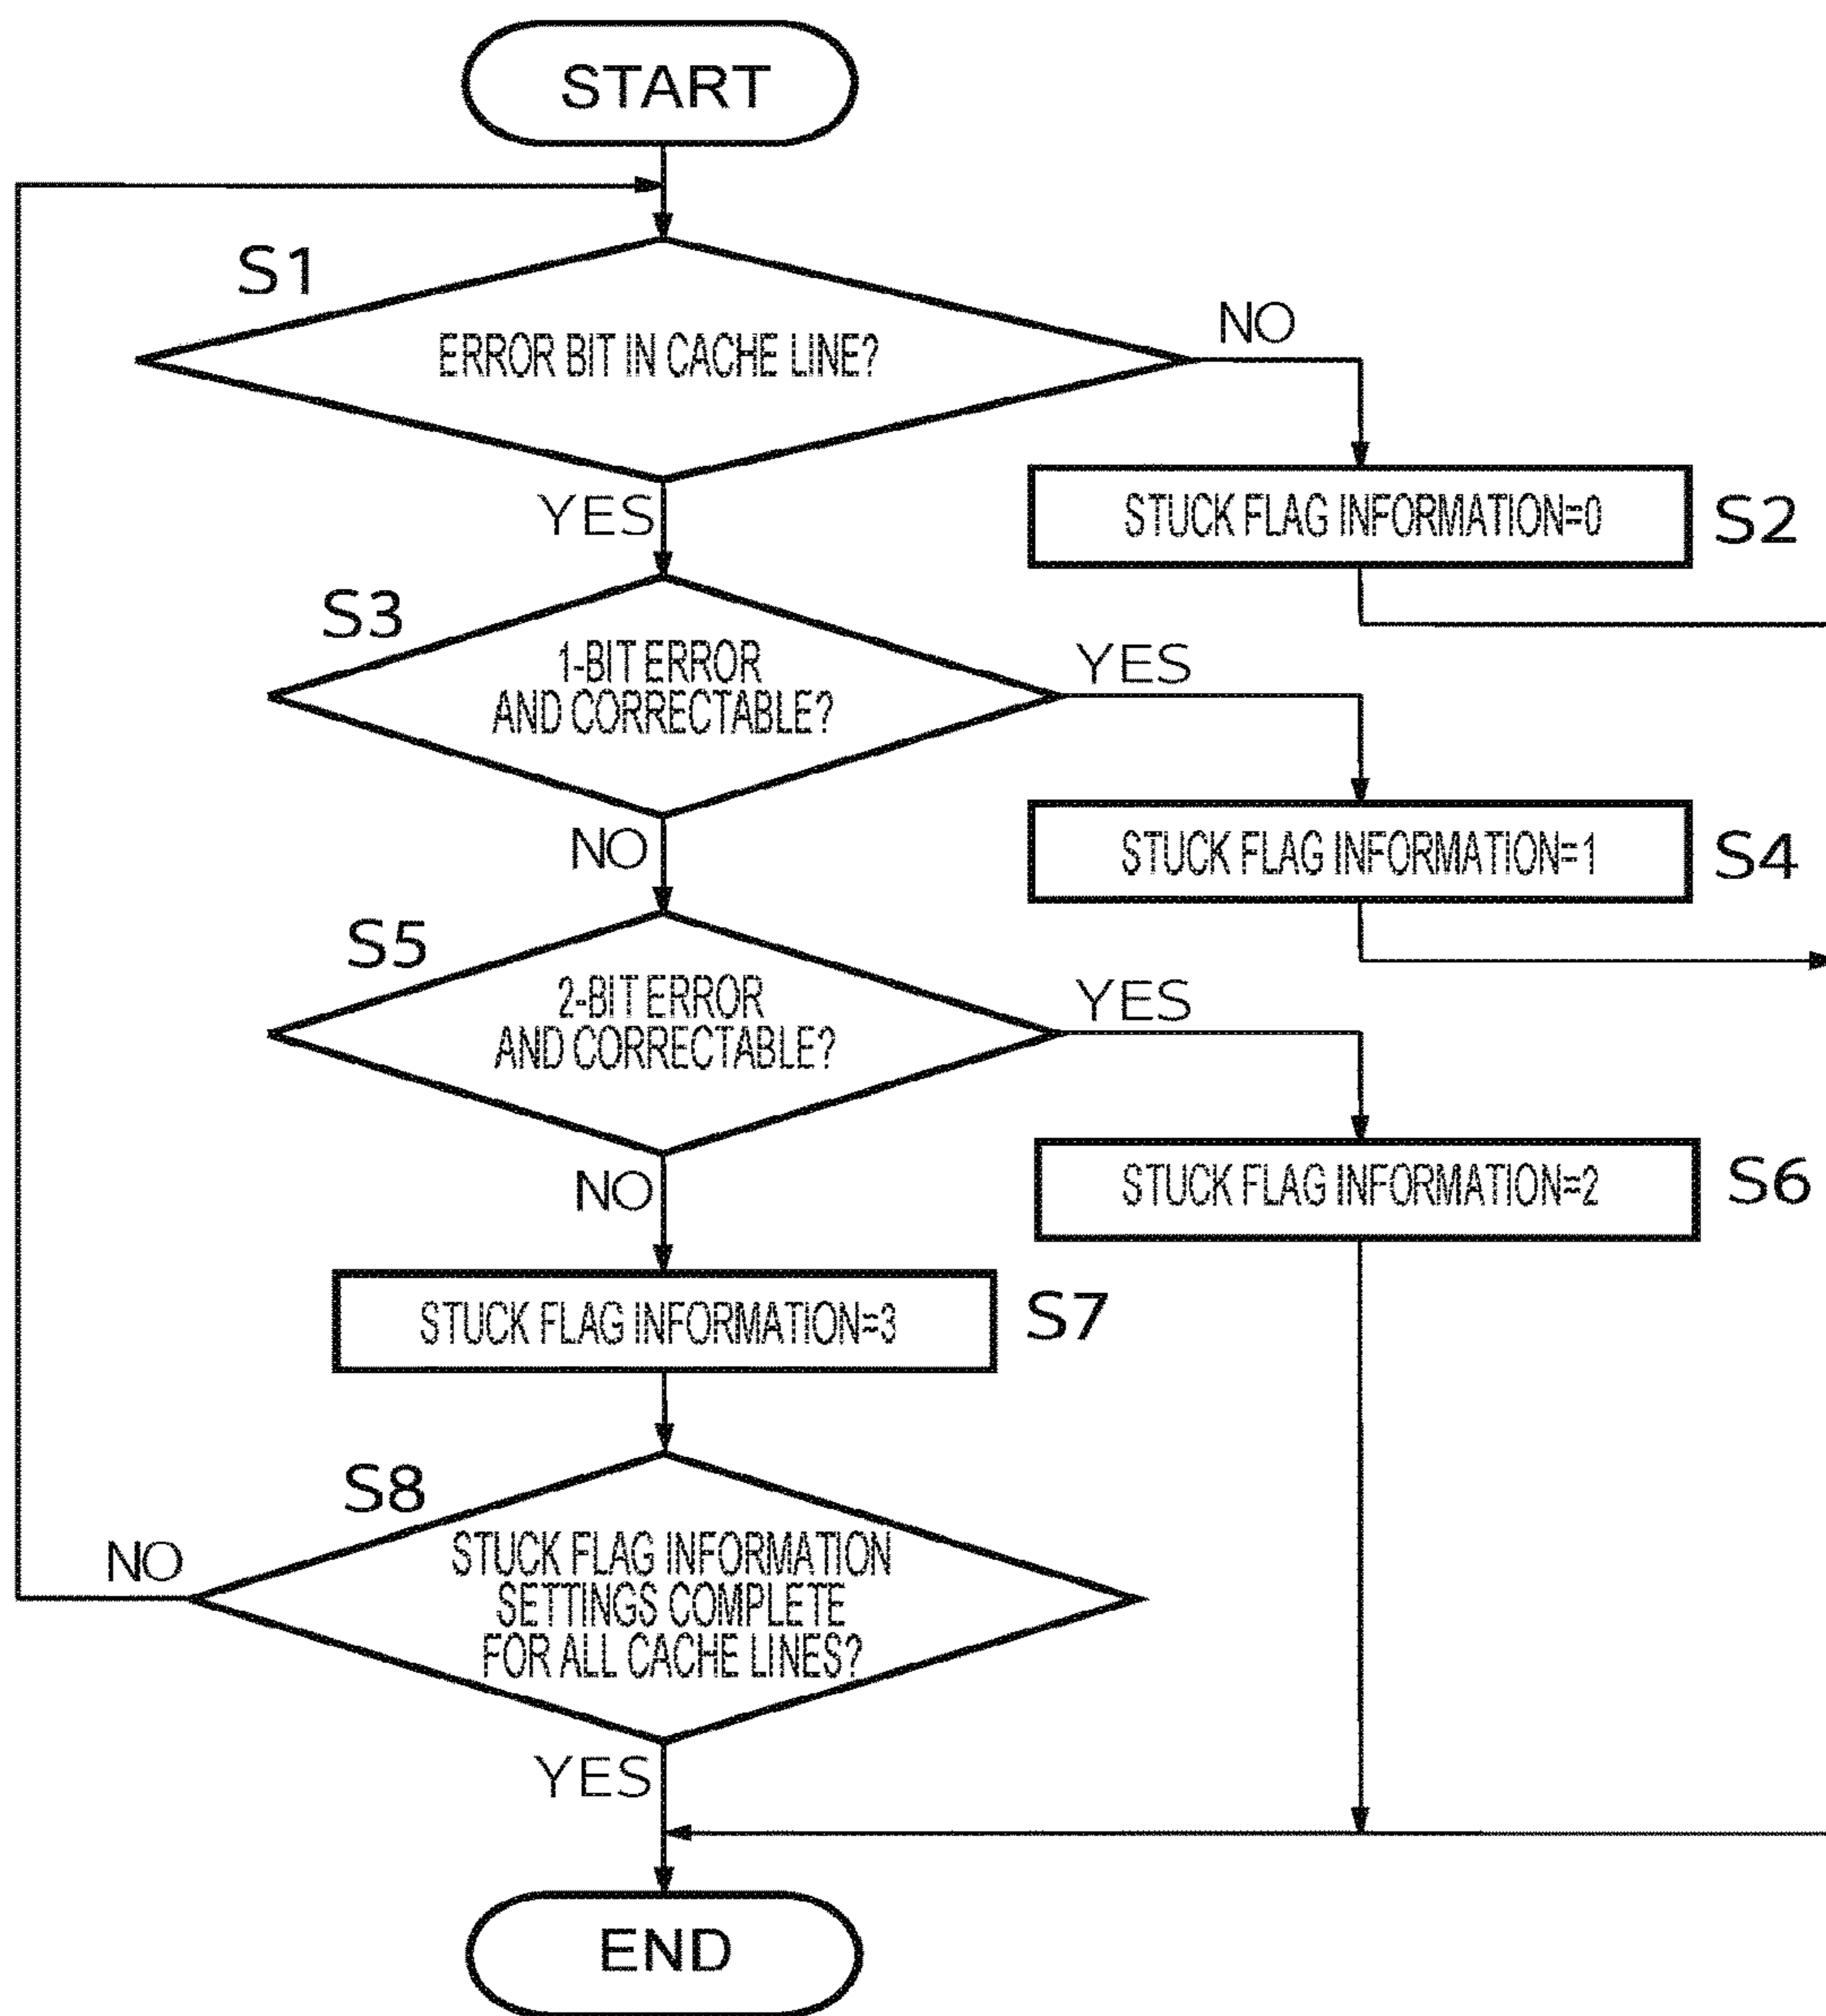 START
S1
ERROR BIT IN CACHE LINE?
NO
YES
STUCK FLAG INFORMATION=0
S2
S3
1-BIT ERROR
AND CORRECTABLE?
YES
NO
STUCK FLAG INFORMATION=1
S4
S5
2-BIT ERROR
AND CORRECTABLE?
YES
NO
STUCK FLAG INFORMATION=2
S6
STUCK FLAG INFORMATION=3
S7
S8
STUCK FLAG INFORMATION
SETTINGS COMPLETE
FOR ALL CACHE LINES?
NO
YES
END